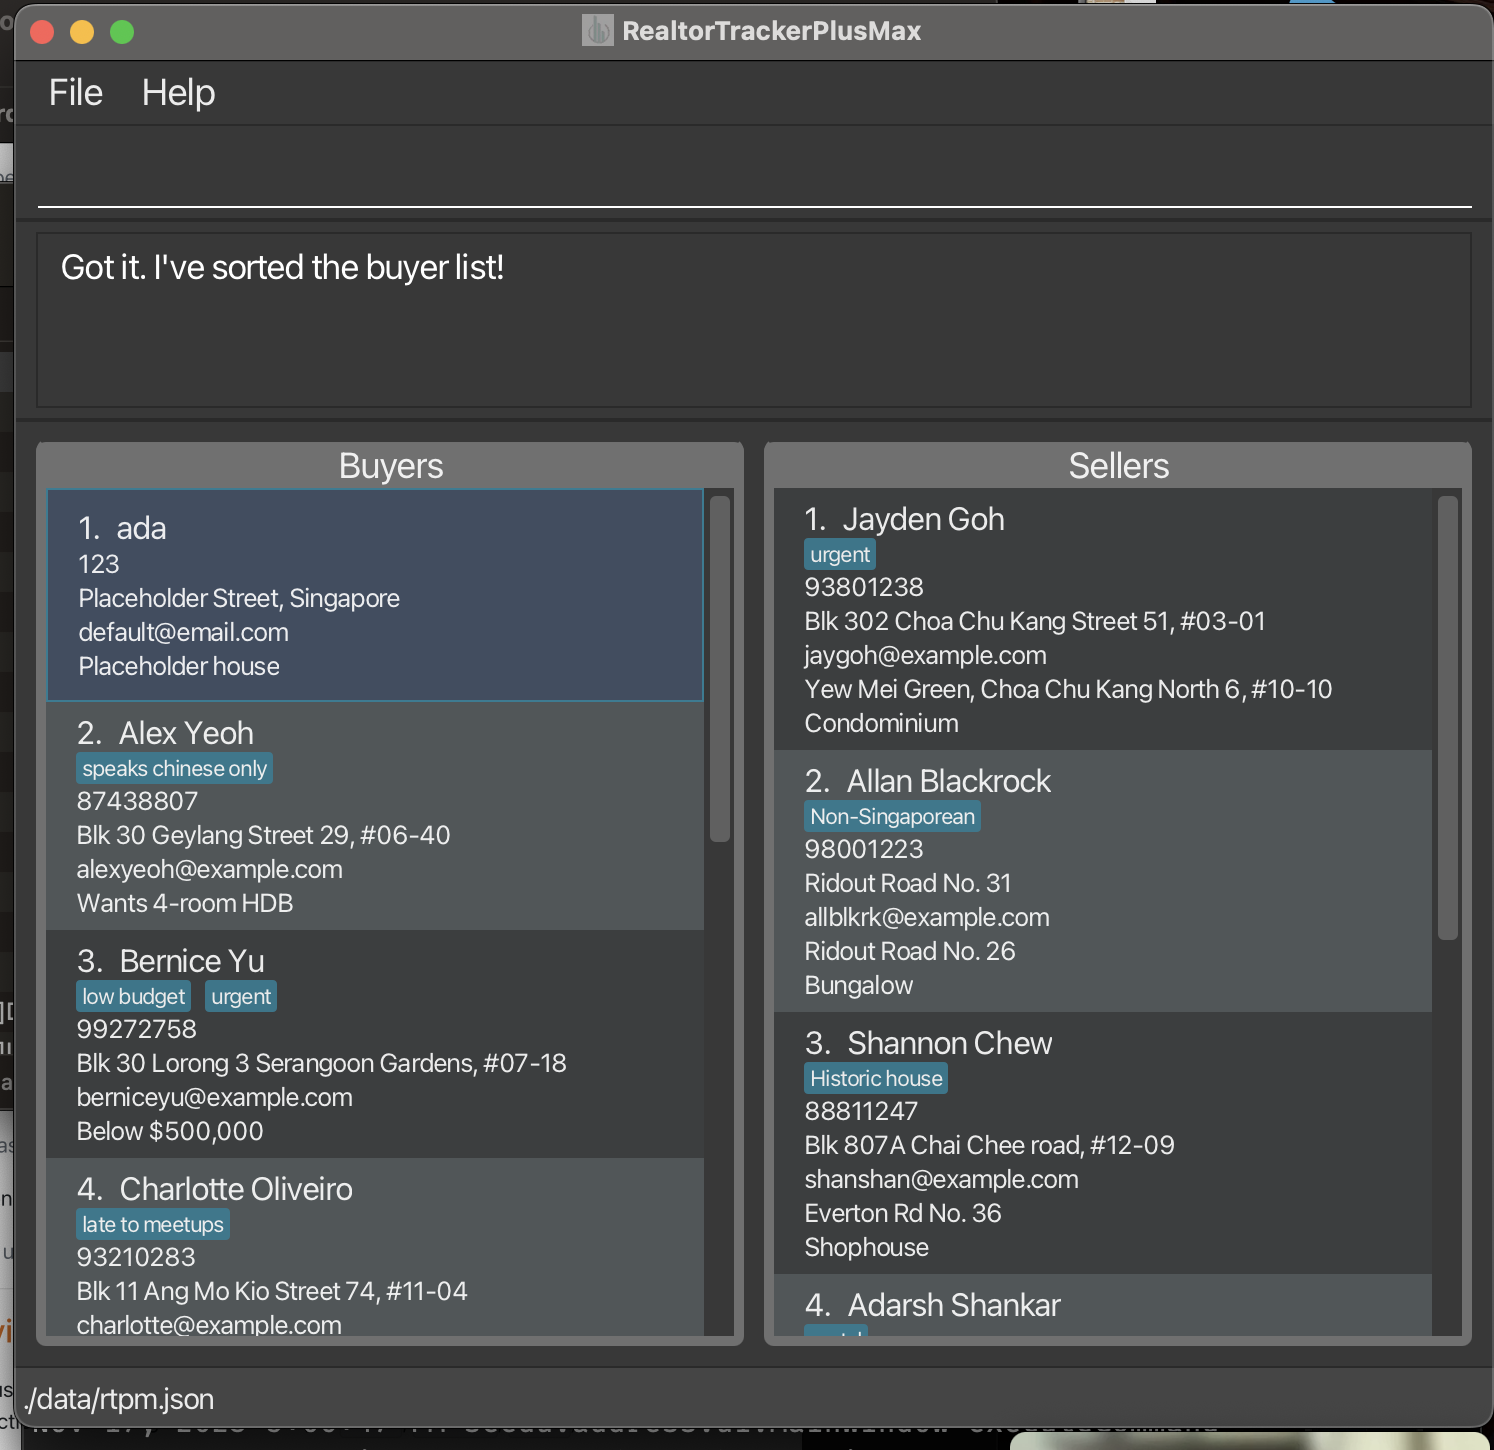 RealtorTrackerPlusMax
File Help
Got it. I've sorted the buyer list!
Buyers
1. ada
123
Placeholder Street, Singapore
default@email.com
Placeholder house
2. Alex Yeoh
speaks chinese only
87438807
Blk 30 Geylang Street 29, #06-40
alexyeoh@example.com
Wants 4-room HDB
3. Bernice Yu
low budget urgent
99272758
Blk 30 Lorong 3 Serangoon Gardens, #07-18
berniceyu@example.com
Below $500,000
4. Charlotte Oliveiro
late to meetups
93210283
Blk 11 Ang Mo Kio Street 74, #11-04
charlotte@example.com
Sellers
1. Jayden Goh
urgent
93801238
Blk 302 Choa Chu Kang Street 51, #03-01
jaygoh@example.com
Yew Mei Green, Choa Chu Kang North 6, #10-10
Condominium
2. Allan Blackrock
Non-Singaporean
98001223
Ridout Road No. 31
allblkrk@example.com
Ridout Road No. 26
Bungalow
3. Shannon Chew
Historic house
88811247
Blk 807A Chai Chee road, #12-09
shanshan@example.com
Everton Rd No. 36
Shophouse
4. Adarsh Shankar
./data/rtpm.json